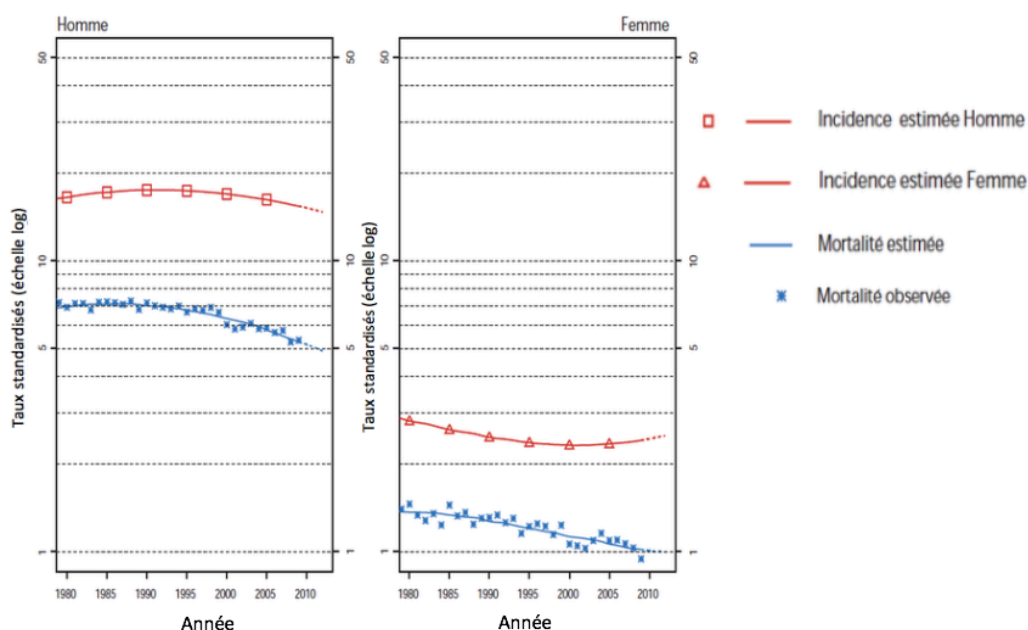 Homme
Femme
50
50
50
50
10
10
10
10
5
5
5
5
1
1
1
1
Taux standardisés (échelle log)
Taux standardisés (échelle log)
1980 1985 1990 1995 2000 2005 2010
1980 1985 1990 1995 2000 2005 2010
Année
Année
Incidence estimée Homme
Incidence estimée Femme
Mortalité estimée
Mortalité observée